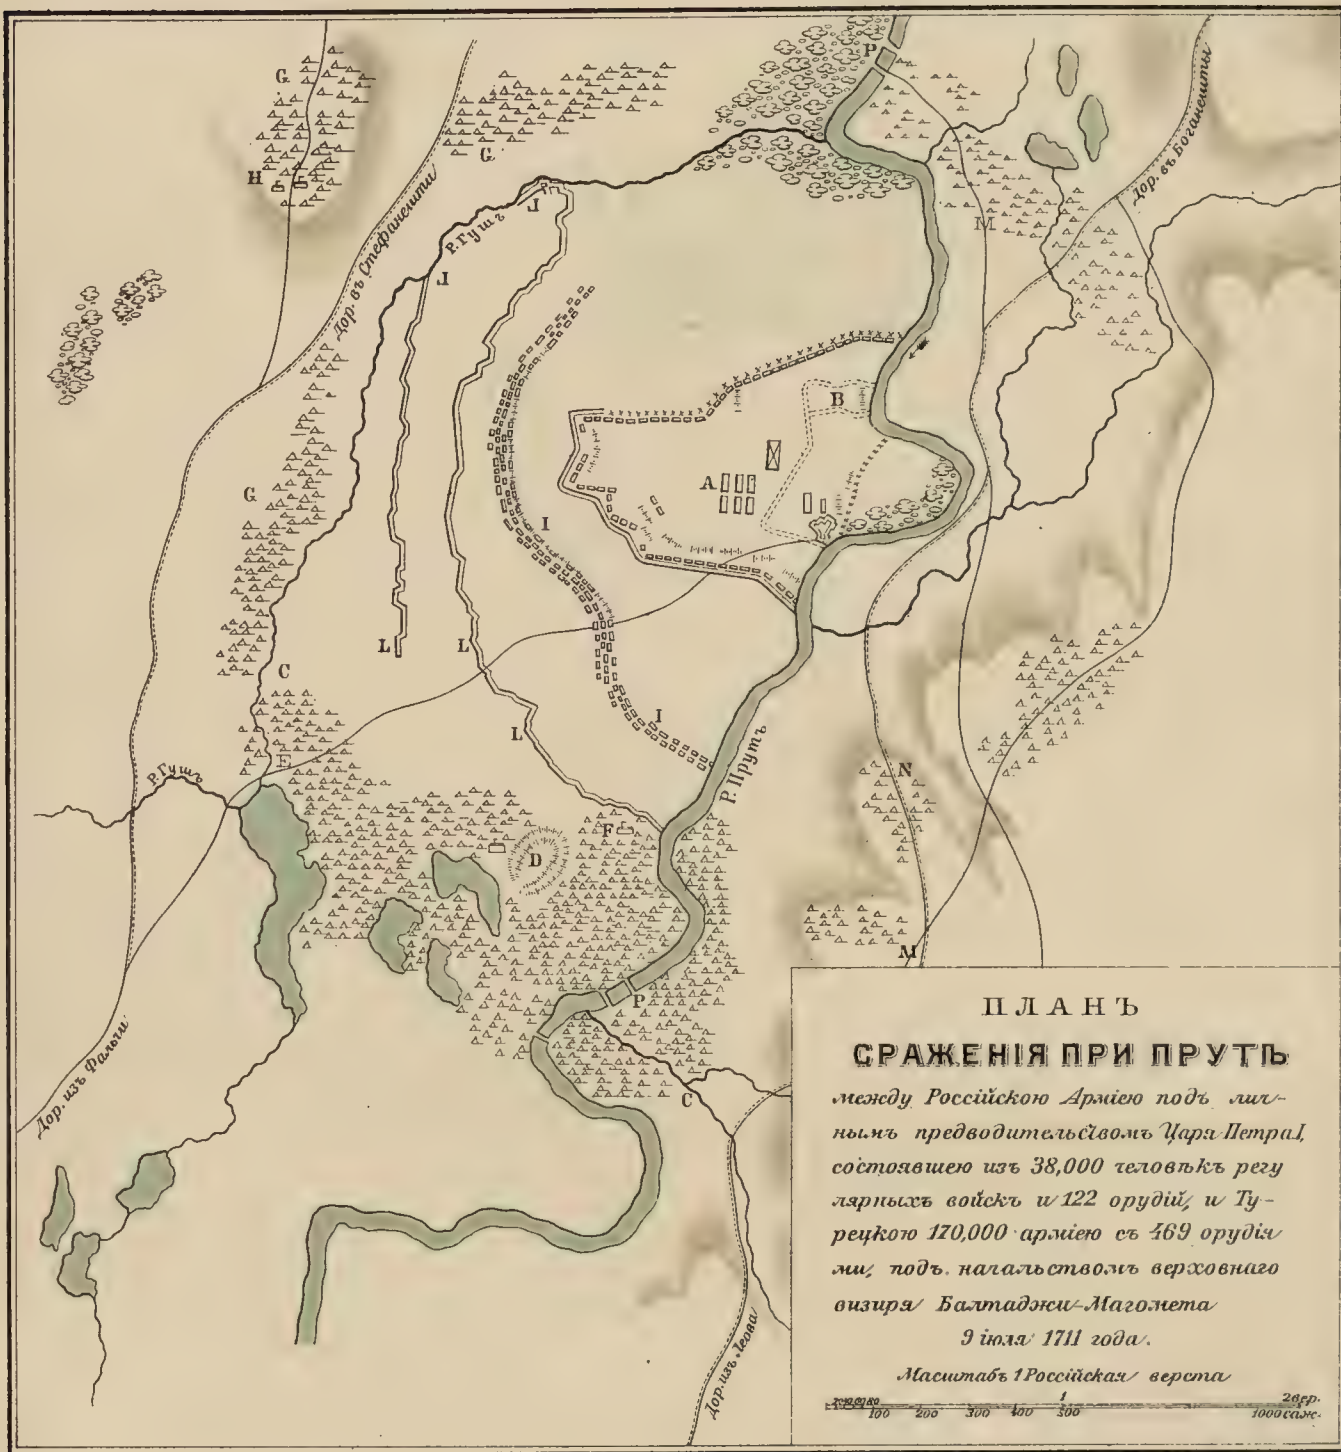 P
G
Дор. въ Боганешты
G
H
Дор. въ Стефанешти
J
Р. Гушъ
M
J
B
A
G
I
L
L
C
I
L
E
Р. Гушъ
Р. Прутъ
N
F
D
M
P
C
Дор. изъ Фальчи
Дор. изъ Леова
ПЛАНЪ
СРАЖЕНІЯ ПРИ ПРУТѢ
между Россійскою Арміею подъ лич-
нымъ предводительствомъ Царя Петра I,
состоявшею изъ 38,000 человѣкъ регу
лярныхъ войскъ и 122 орудій, и Ту-
рецкою 170,000 арміею съ 469 орудія
ми, подъ начальствомъ верховнаго
визиря Балтаджи-Магомета
9 іюля 1711 года.
Масштабъ 1 Россійская верста
1 2 вер.
100 200 300 400 500 1000 саж.